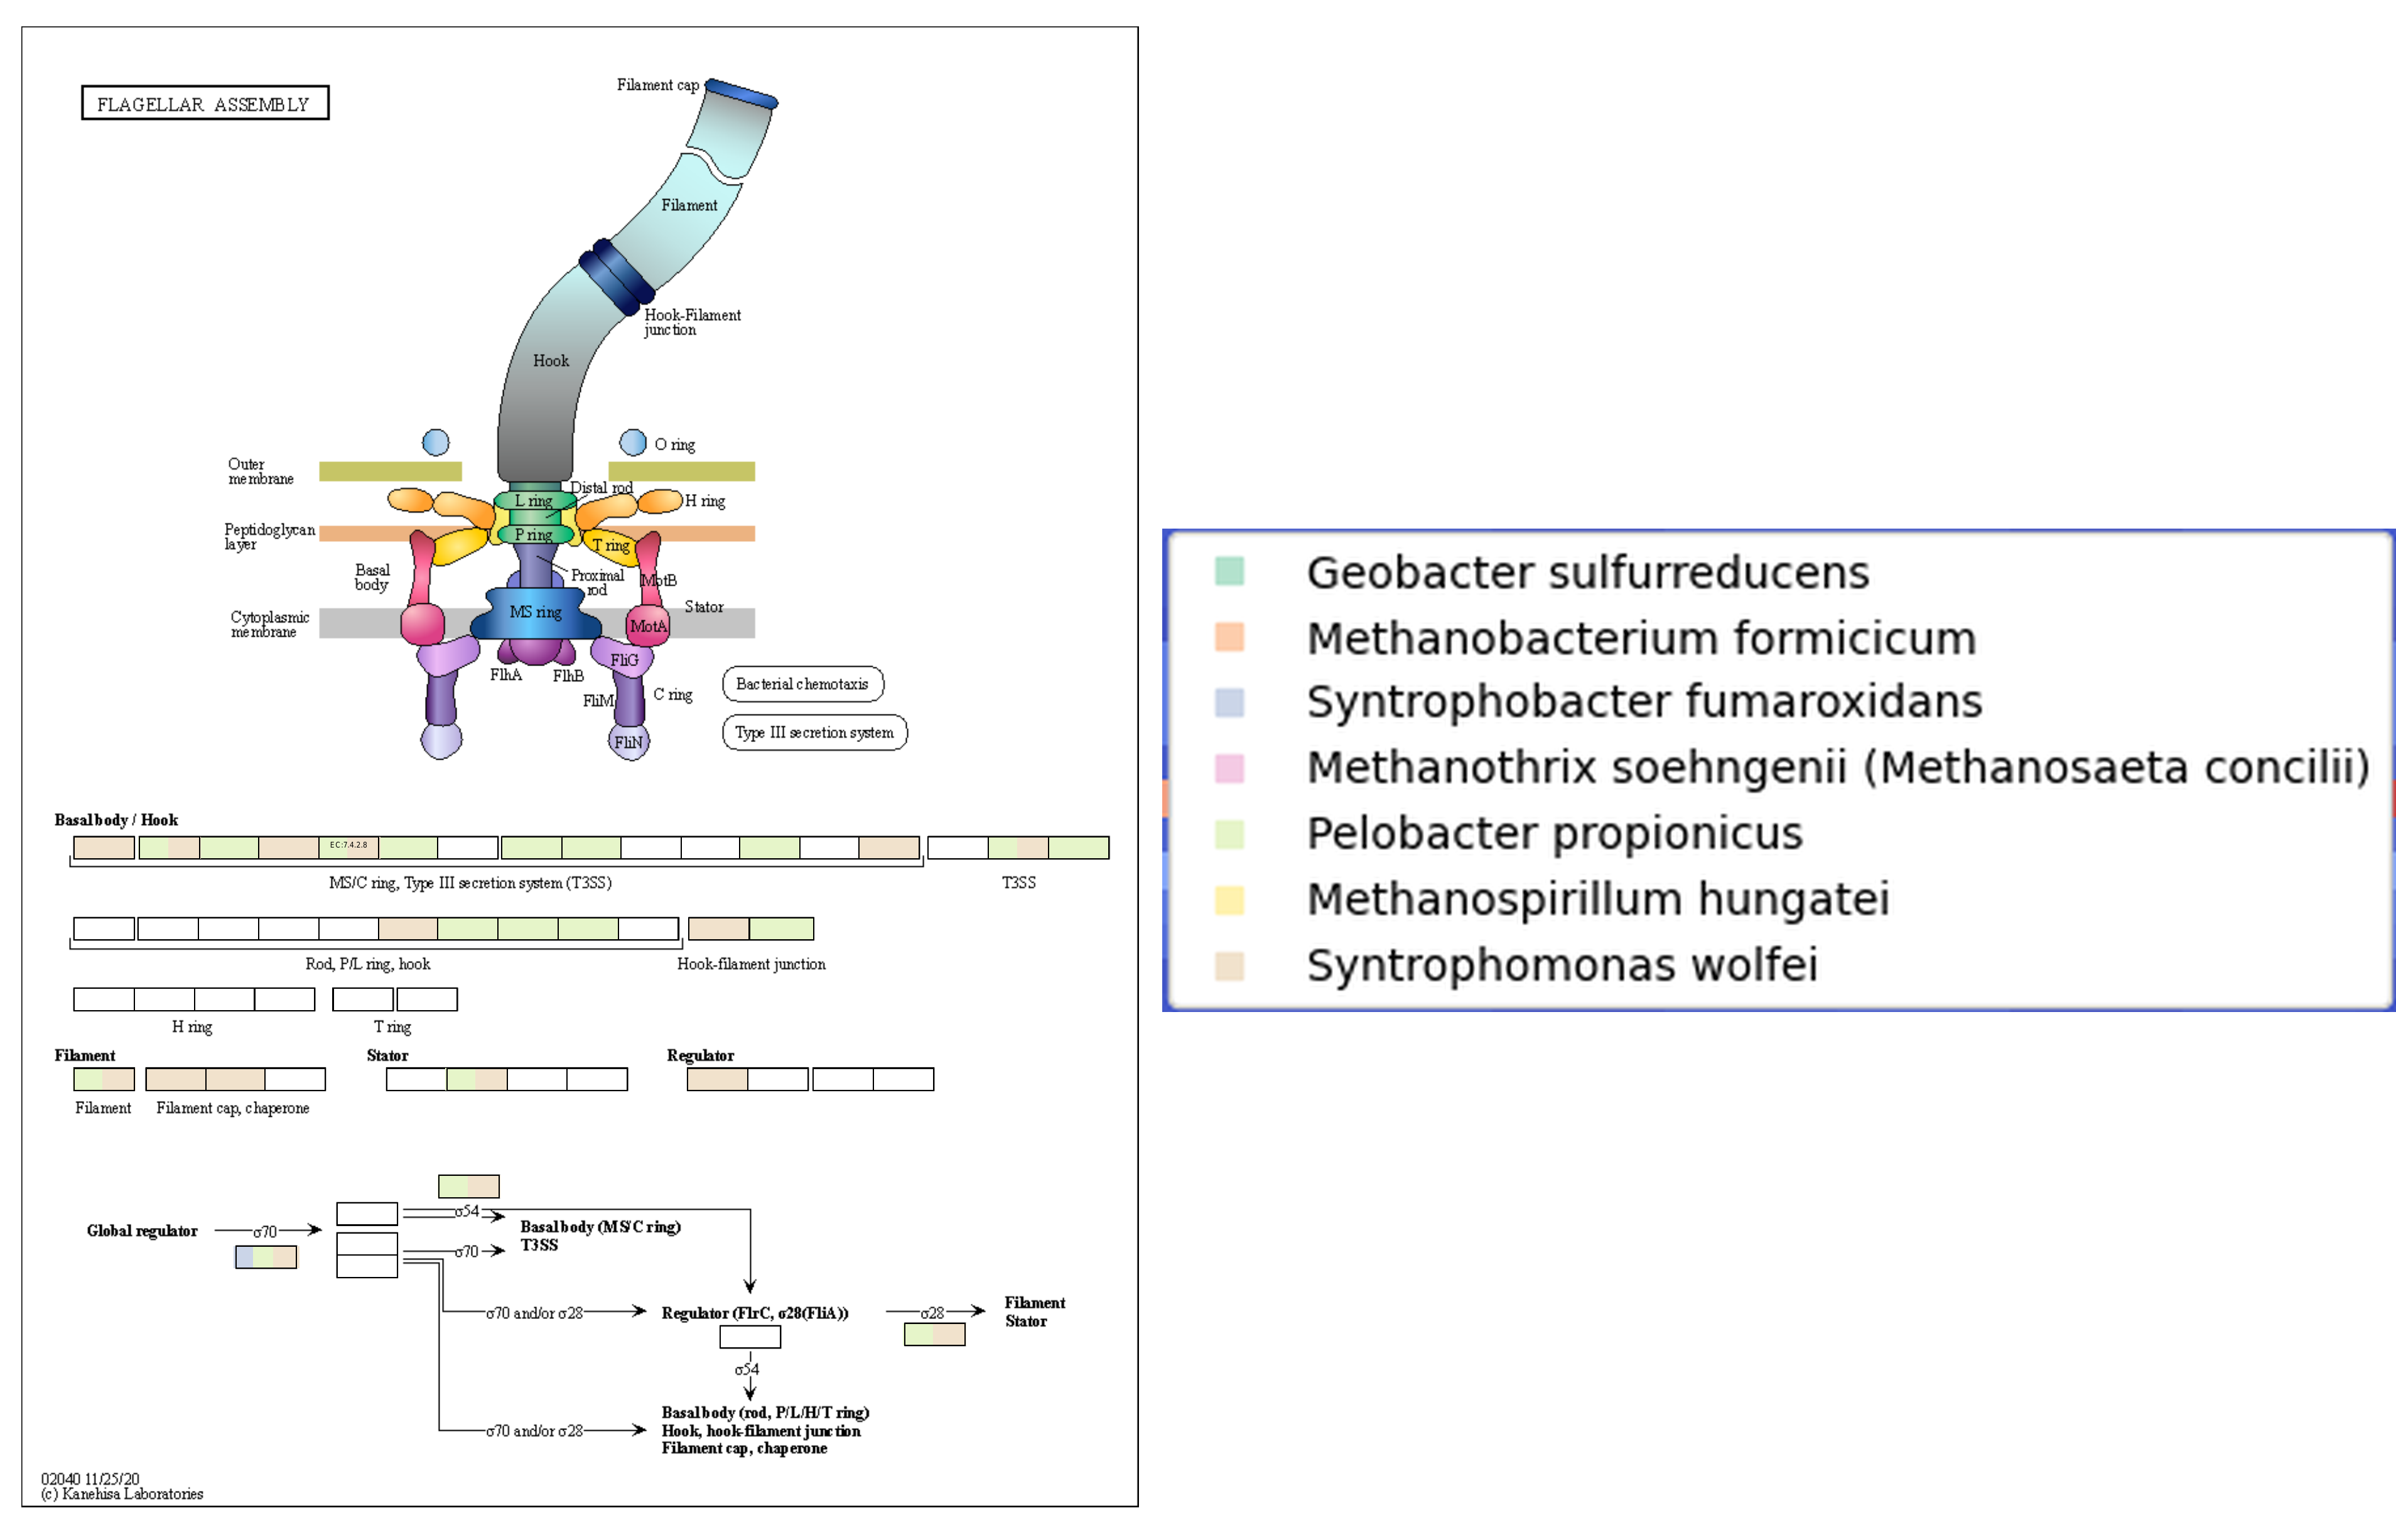 FLAGELLAR ASSEMBLY
Filament cap
Filament
Hook-Filament
junction
Hook
O ring
Outer
membrane
Distal rod
L ring
H ring
Peptidoglycan
layer
P ring
T ring
Basal
body
Proximal
rod
MotB
Stator
MS ring
Cytoplasmic
membrane
MotA
FliG
FlhA
FlhB
FliM
C ring
FliN
Bacterial chemotaxis
Type III secretion system
Basal body / Hook
EC:7.4.2.8
MS/C ring, Type III secretion system (T3SS)
T3SS
Rod, P/L ring, hook
Hook-filament junction
H ring
T ring
Filament
Stator
Regulator
Filament
Filament cap, chaperone
Global regulator
σ70
σ54
Basal body (MS/C ring)
T3SS
σ70
σ70 and/or σ28
Regulator (FlrC, σ28(FliA))
σ28
Filament
Stator
σ54
σ70 and/or σ28
Basal body (rod, P/L/H/T ring)
Hook, hook-filament junction
Filament cap, chaperone
02040 11/25/20
(c) Kanehisa Laboratories
Geobacter sulfurreducens
Methanobacterium formicicum
Syntrophobacter fumaroxidans
Methanothrix soehngenii (Methanosaeta concilii)
Pelobacter propionicus
Methanospirillum hungatei
Syntrophomonas wolfei